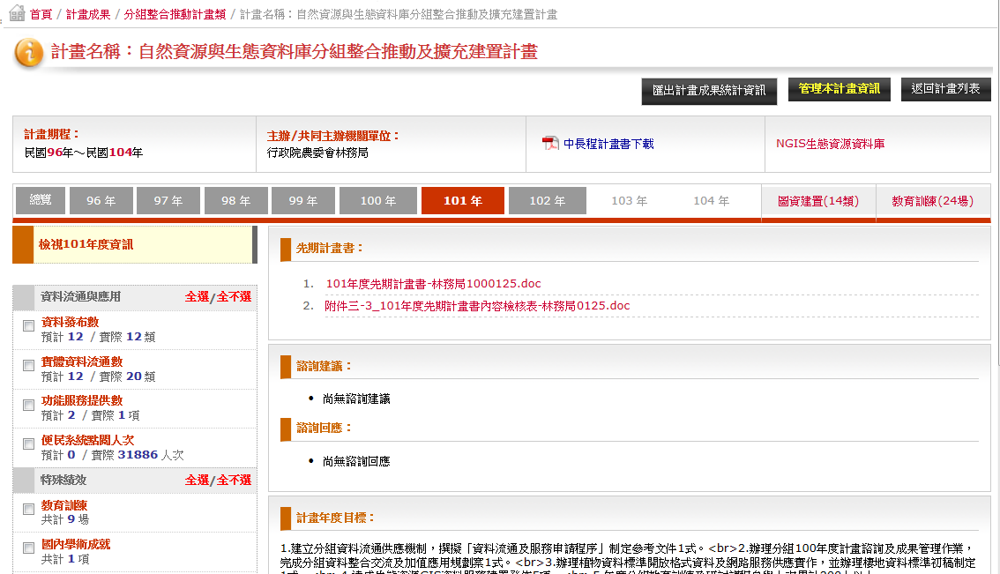 首頁 / 計畫成果 / 分組整合推動計畫類 / 計畫名稱：自然資源與生態資料庫分組整合推動及擴充建置計畫
計畫名稱：自然資源與生態資料庫分組整合推動及擴充建置計畫
匯出計畫成果統計資訊 管理本計畫資訊 返回計畫列表
計畫期程：
民國96年～民國104年
主辦/共同主辦機關單位：
行政院農委會林務局
中長程計畫書下載
NGIS生態資源資料庫
總覽 96 年 97 年 98 年 99 年 100 年 101 年 102 年 103 年 104 年 圖資建置(14類) 教育訓練(24場)
檢視101年度資訊
資料流通與應用 全選/全不選
資料發布數
預計 12 / 實際 12 類
實體資料流通數
預計 12 / 實際 20 類
功能服務提供數
預計 2 / 實際 1 項
便民系統點閱人次
預計 0 / 實際 31886 人次
特殊績效 全選/全不選
教育訓練
共計 9 場
國內學術成就
共計 1 項
先期計畫書：
1. 101年度先期計畫書-林務局1000125.doc
2. 附件三-3_101年度先期計畫書內容檢核表-林務局0125.doc
諮詢建議：
• 尚無諮詢建議
諮詢回應：
• 尚無諮詢回應
計畫年度目標：
1.建立分組資料流通供應機制，撰擬「資料流通及服務申請程序」制定參考文件1式。<br>2.辦理分組100年度計畫諮詢及成果管理作業，
完成分組資料整合交流及加值應用規劃案1式。<br>3.辦理植物資料標準開放格式資料及網路服務供應實作，並辦理棲地資料標準初稿制定